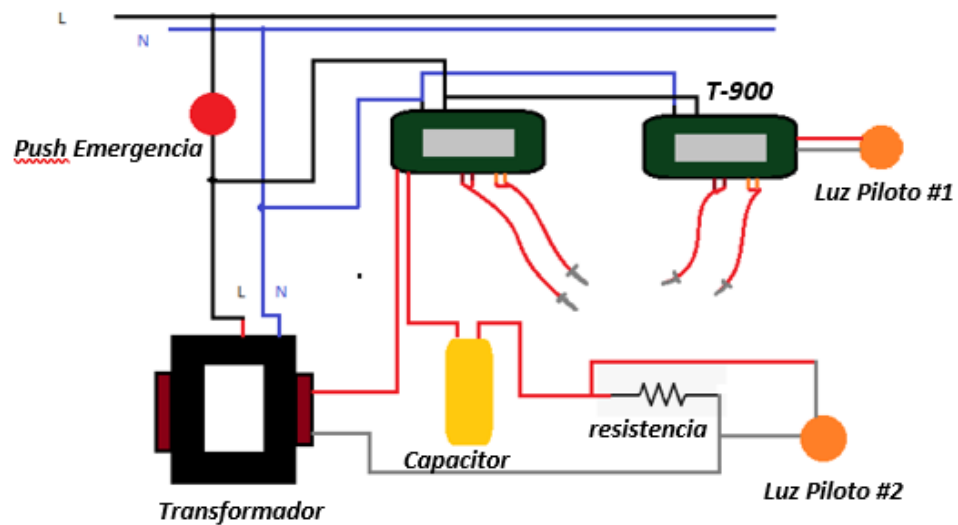 L
N
T-900
Push Emergencia
Luz Piloto #1
L N
Capacitor
resistencia
Luz Piloto #2
Transformador